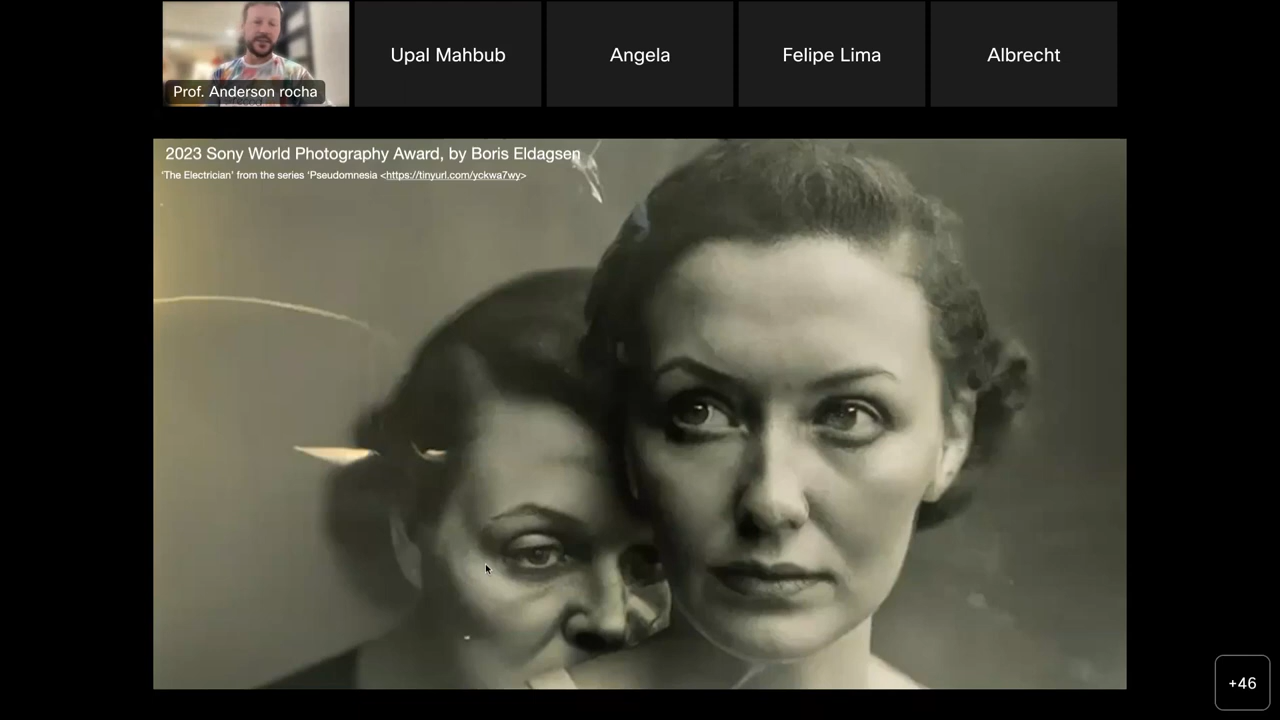 Prof. Anderson rocha
Upal Mahbub
Angela
Felipe Lima
Albrecht
2023 Sony World Photography Award, by Boris Eldagsen
‘The Electrician’ from the series ‘Pseudomnesia <https://tinyurl.com/yckwa7wy>
+46